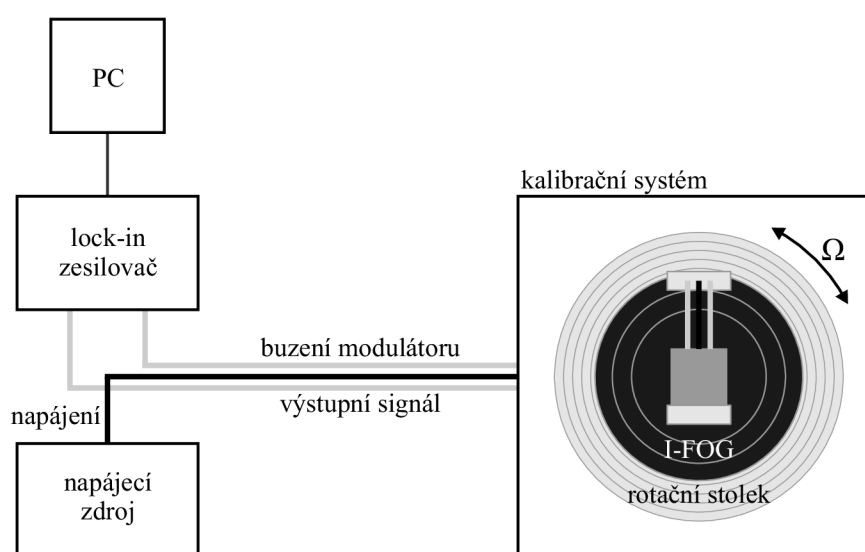 PC
kalibrační systém
lock-in
zesilovač
Ω
buzení modulátoru
napájení
výstupní signál
I-FOG
napájecí
zdroj
rotační stolek